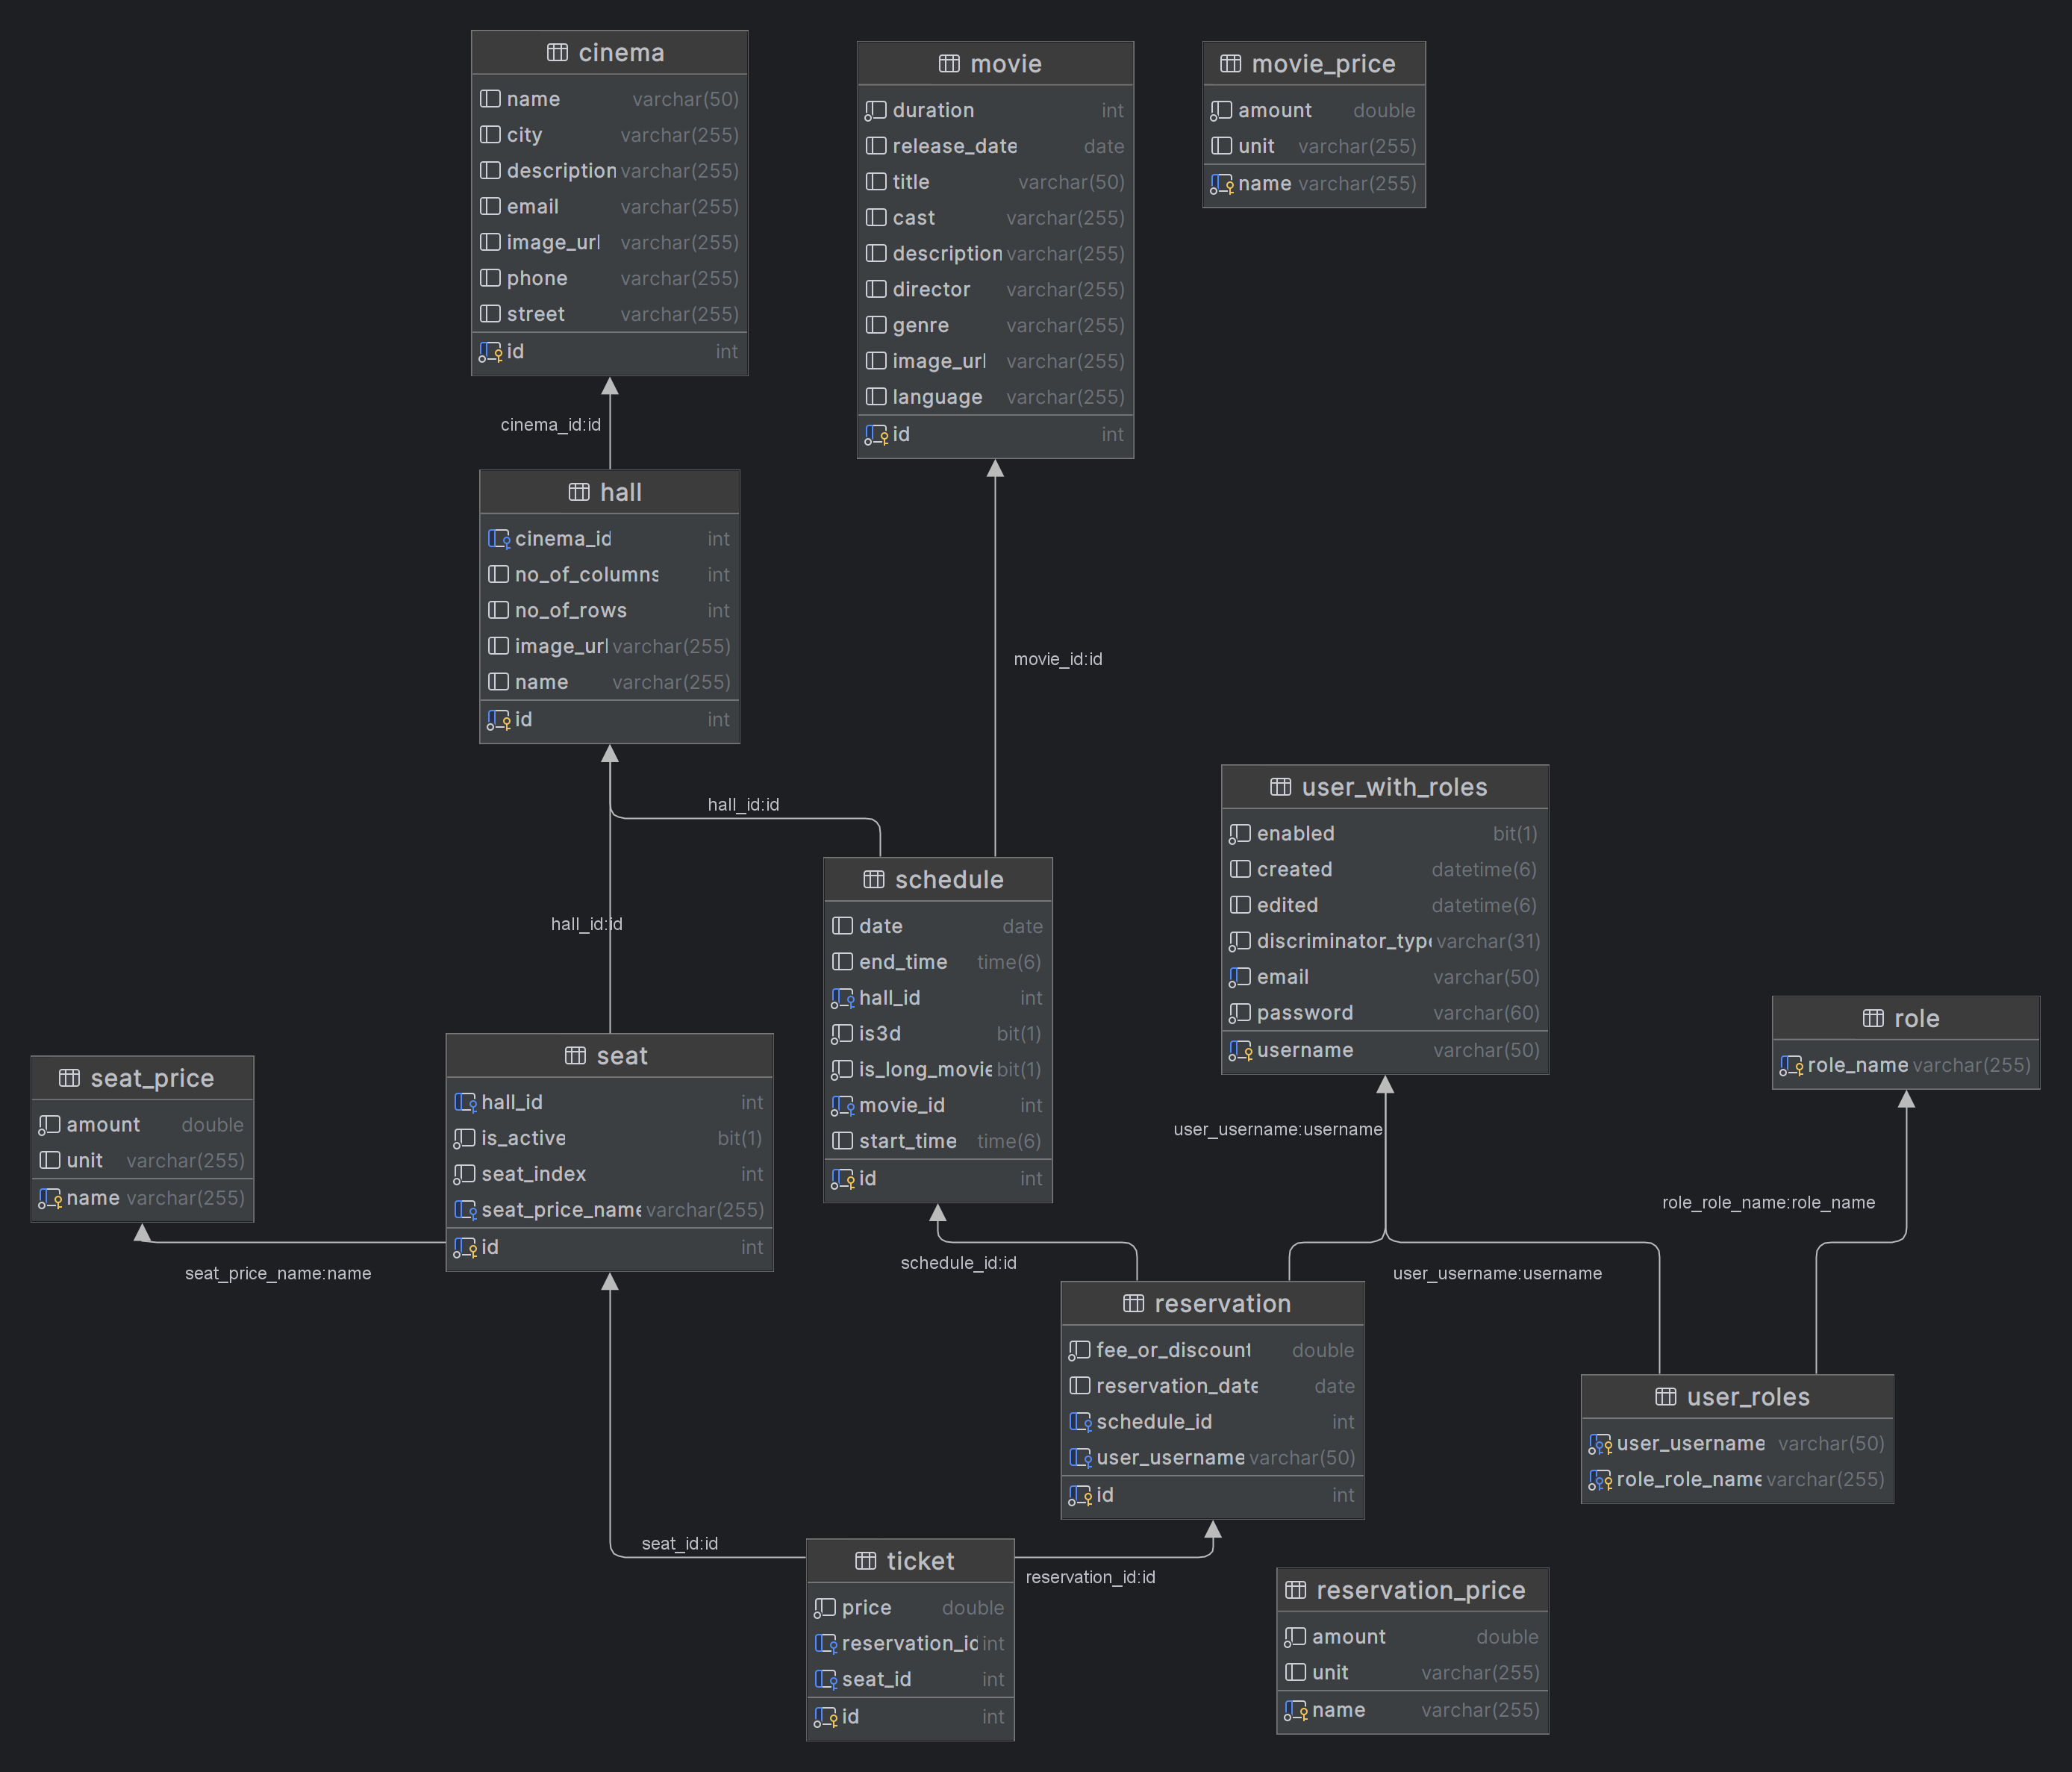 cinema
name varchar(50)
city varchar(255)
description varchar(255)
email varchar(255)
image_url varchar(255)
phone varchar(255)
street varchar(255)
id int
movie
duration int
release_date date
title varchar(50)
cast varchar(255)
description varchar(255)
director varchar(255)
genre varchar(255)
image_url varchar(255)
language varchar(255)
id int
movie_price
amount double
unit varchar(255)
name varchar(255)
cinema_id:id
hall
cinema_id int
no_of_columns int
no_of_rows int
image_url varchar(255)
name varchar(255)
id int
movie_id:id
hall_id:id
hall_id:id
schedule
date date
end_time time(6)
hall_id int
is3d bit(1)
is_long_movie bit(1)
movie_id int
start_time time(6)
id int
user_with_roles
enabled bit(1)
created datetime(6)
edited datetime(6)
discriminator_type varchar(31)
email varchar(50)
password varchar(60)
username varchar(50)
role
role_name varchar(255)
seat_price
amount double
unit varchar(255)
name varchar(255)
seat
hall_id int
is_active bit(1)
seat_index int
seat_price_name varchar(255)
id int
seat_price_name:name
schedule_id:id
user_username:username
user_username:username
role_role_name:role_name
reservation
fee_or_discount double
reservation_date date
schedule_id int
user_username varchar(50)
id int
user_roles
user_username varchar(50)
role_role_name varchar(255)
seat_id:id
reservation_id:id
ticket
price double
reservation_id int
seat_id int
id int
reservation_price
amount double
unit varchar(255)
name varchar(255)